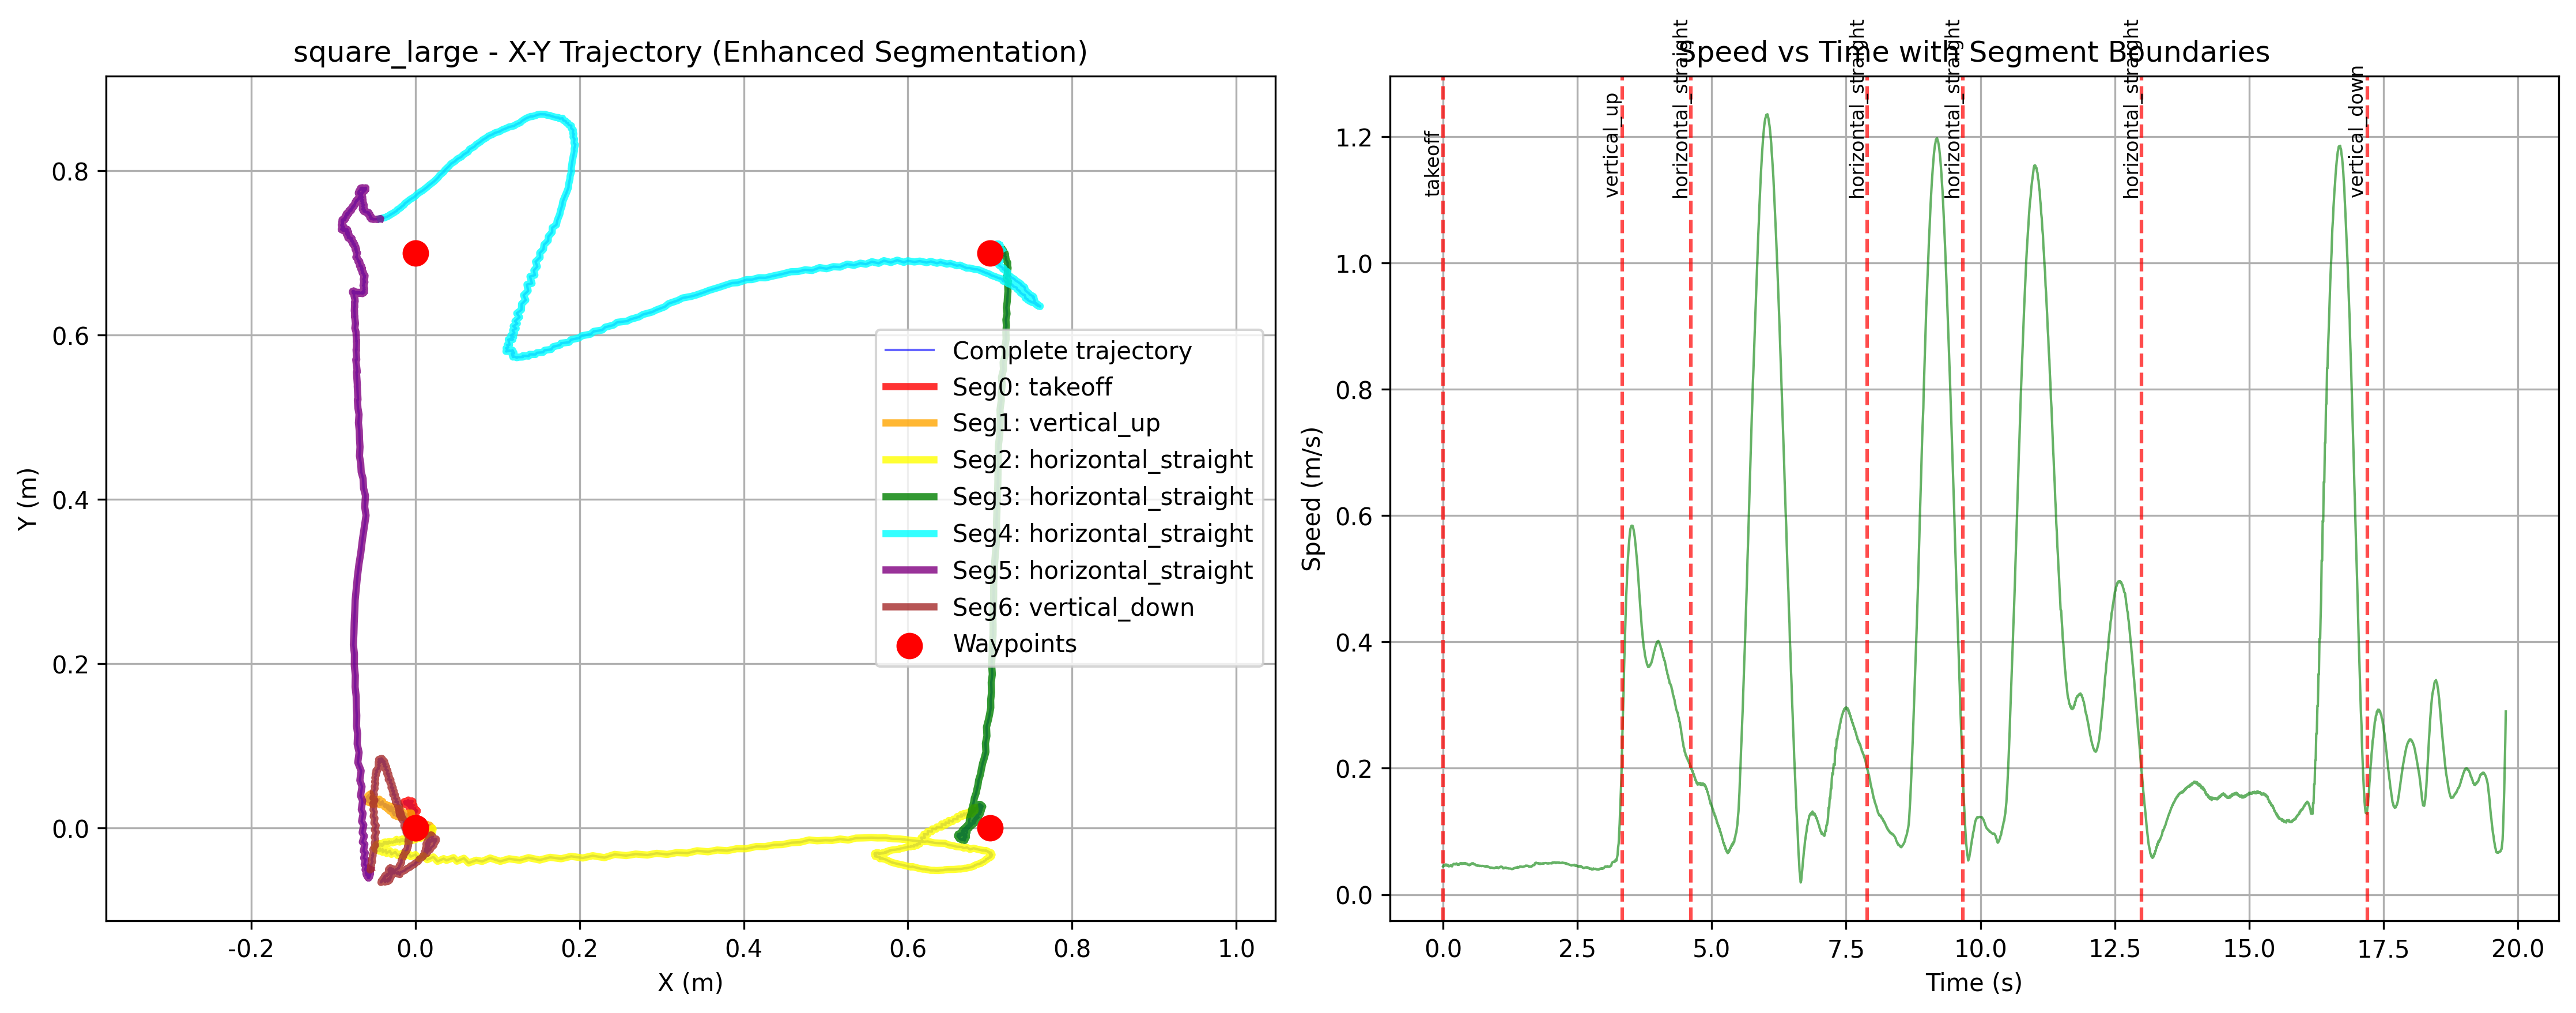 square_large - X-Y Trajectory (Enhanced Segmentation)
Y (m)
0.8
0.6
0.4
0.2
0.0
-0.2
0.0
0.2
0.4
0.6
0.8
1.0
X (m)
Complete trajectory
Seg0: takeoff
Seg1: vertical_up
Seg2: horizontal_straight
Seg3: horizontal_straight
Seg4: horizontal_straight
Seg5: horizontal_straight
Seg6: vertical_down
Waypoints
Speed vs Time with Segment Boundaries
Speed (m/s)
1.2
1.0
0.8
0.6
0.4
0.2
0.0
takeoff
vertical_up
horizontal_straight
horizontal_straight
horizontal_straight
horizontal_straight
vertical_down
0.0
2.5
5.0
7.5
10.0
12.5
15.0
17.5
20.0
Time (s)